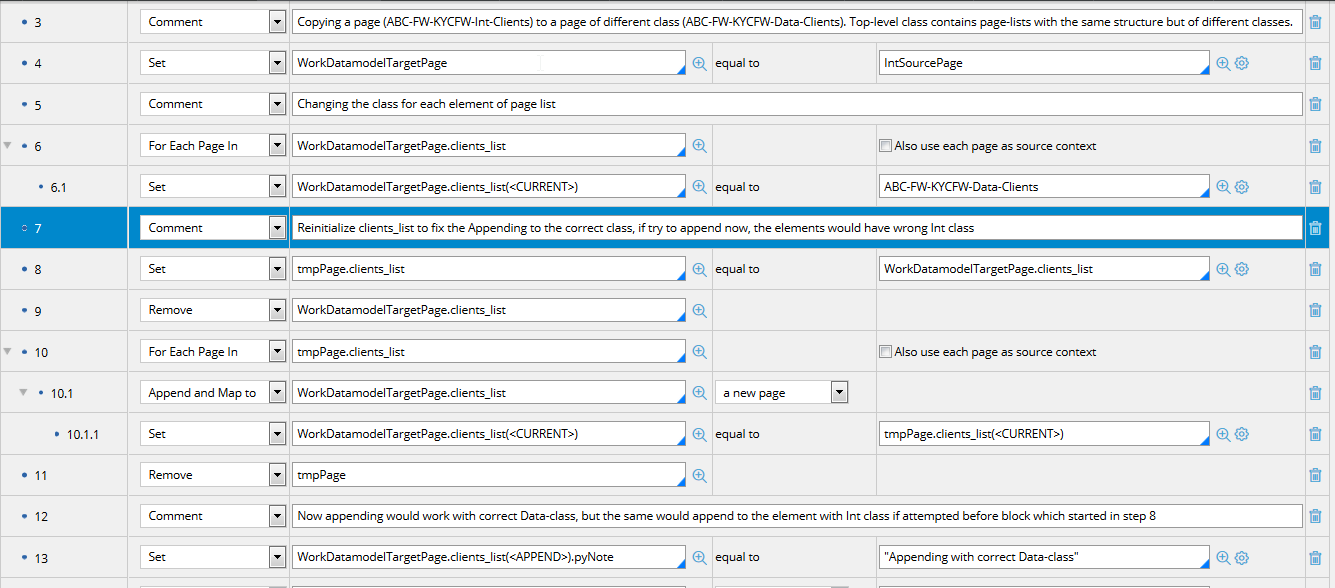 3 Comment Copying a page (ABC-FW-KYCFW-Int-Clients) to a page of different class (ABC-FW-KYCFW-Data-Clients). Top-level class contains page-lists with the same structure but of different classes.
4 Set WorkDatamodelTargetPage equal to IntSourcePage
5 Comment Changing the class for each element of page list
6 For Each Page In WorkDatamodelTargetPage.clients_list Also use each page as source context
6.1 Set WorkDatamodelTargetPage.clients_list(<CURRENT>) equal to ABC-FW-KYCFW-Data-Clients
7 Comment Reinitialize clients_list to fix the Appending to the correct class, if try to append now, the elements would have wrong Int class
8 Set tmpPage.clients_list equal to WorkDatamodelTargetPage.clients_list
9 Remove WorkDatamodelTargetPage.clients_list
10 For Each Page In tmpPage.clients_list Also use each page as source context
10.1 Append and Map to WorkDatamodelTargetPage.clients_list a new page
10.1.1 Set WorkDatamodelTargetPage.clients_list(<CURRENT>) equal to tmpPage.clients_list(<CURRENT>)
11 Remove tmpPage
12 Comment Now appending would work with correct Data-class, but the same would append to the element with Int class if attempted before block which started in step 8
13 Set WorkDatamodelTargetPage.clients_list(<APPEND>).pyNote equal to "Appending with correct Data-class"